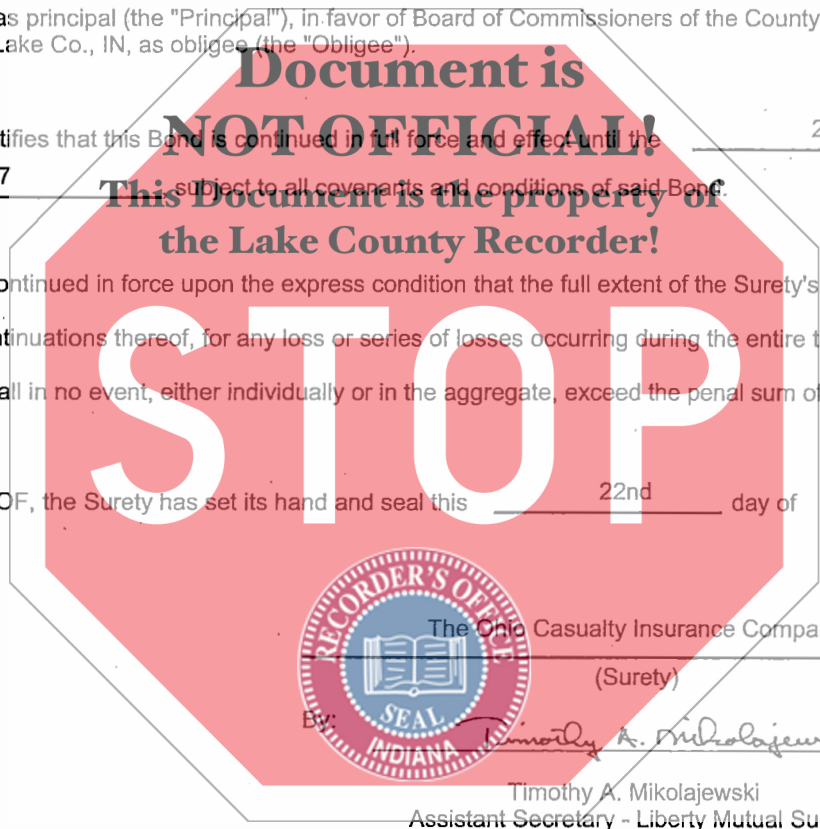 as principal (the "Principal"), in favor of Board of Commissioners of the County
Lake Co., IN, as obligee (the "Obligee").
Document is
NOT OFFICIAL!
tifies that this Bond is continued in full force and effect until the 2
7 subject to all covenants and conditions of said Bond.
This Document is the property of
the Lake County Recorder!
ontinued in force upon the express condition that the full extent of the Surety's
tinuations thereof, for any loss or series of losses occurring during the entire t
all in no event, either individually or in the aggregate, exceed the penal sum of
STOP
OF, the Surety has set its hand and seal this 22nd day of
RECORDER'S OFFICE
SEAL
INDIANA
The Ohio Casualty Insurance Compa
(Surety)
By: Timothy A. Mikolajew
Timothy A. Mikolajewski
Assistant Secretary - Liberty Mutual Su